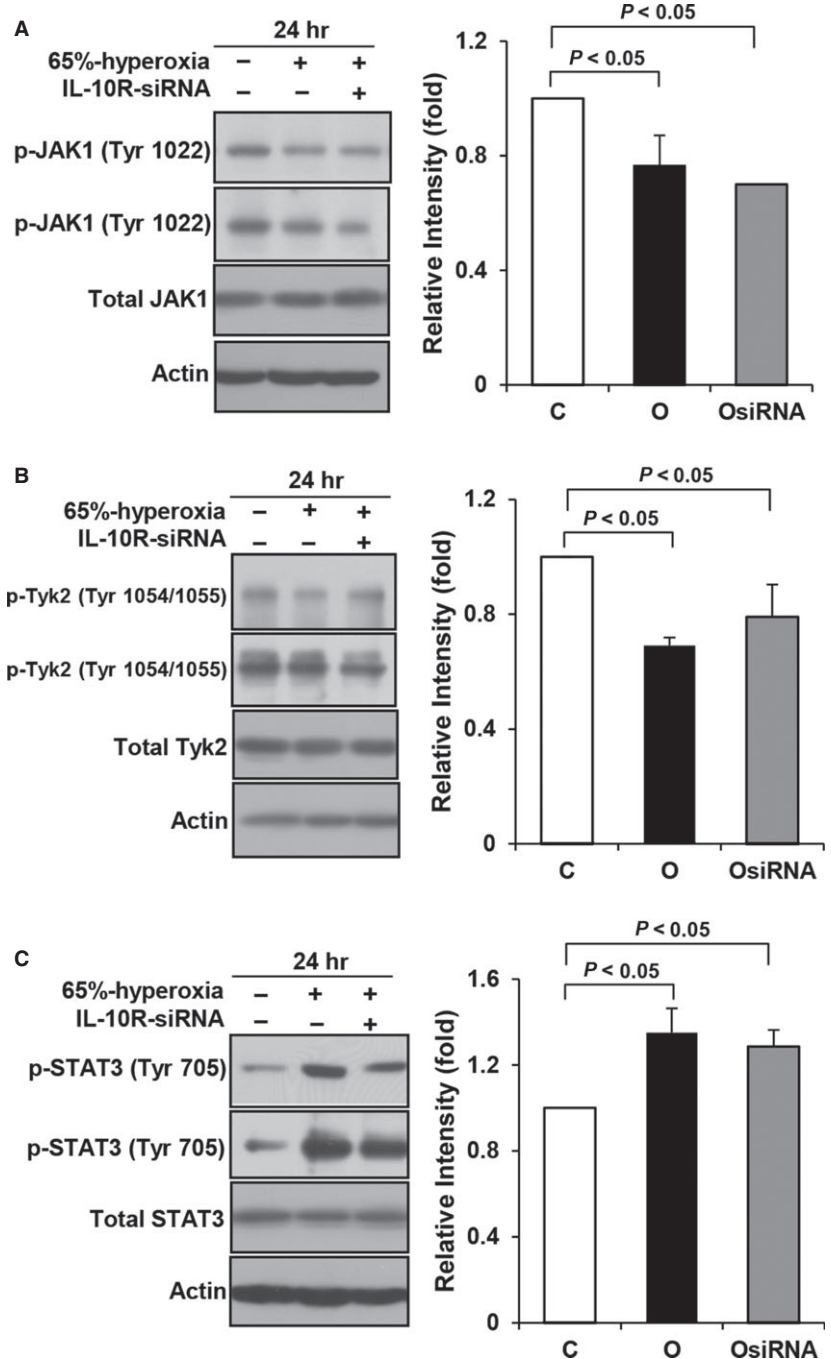 A
24 hr
65%-hyperoxia − + +
IL-10R-siRNA − − +
p-JAK1 (Tyr 1022)
p-JAK1 (Tyr 1022)
Total JAK1
Actin
P < 0.05
P < 0.05
Relative Intensity (fold)
1.2
0.8
0.4
0
C O OsiRNA
B
24 hr
65%-hyperoxia − + +
IL-10R-siRNA − − +
p-Tyk2 (Tyr 1054/1055)
p-Tyk2 (Tyr 1054/1055)
Total Tyk2
Actin
P < 0.05
P < 0.05
Relative Intensity (fold)
1.2
0.8
0.4
0
C O OsiRNA
C
24 hr
65%-hyperoxia − + +
IL-10R-siRNA − − +
p-STAT3 (Tyr 705)
p-STAT3 (Tyr 705)
Total STAT3
Actin
P < 0.05
P < 0.05
Relative Intensity (fold)
1.6
1.2
0.8
0.4
0
C O OsiRNA